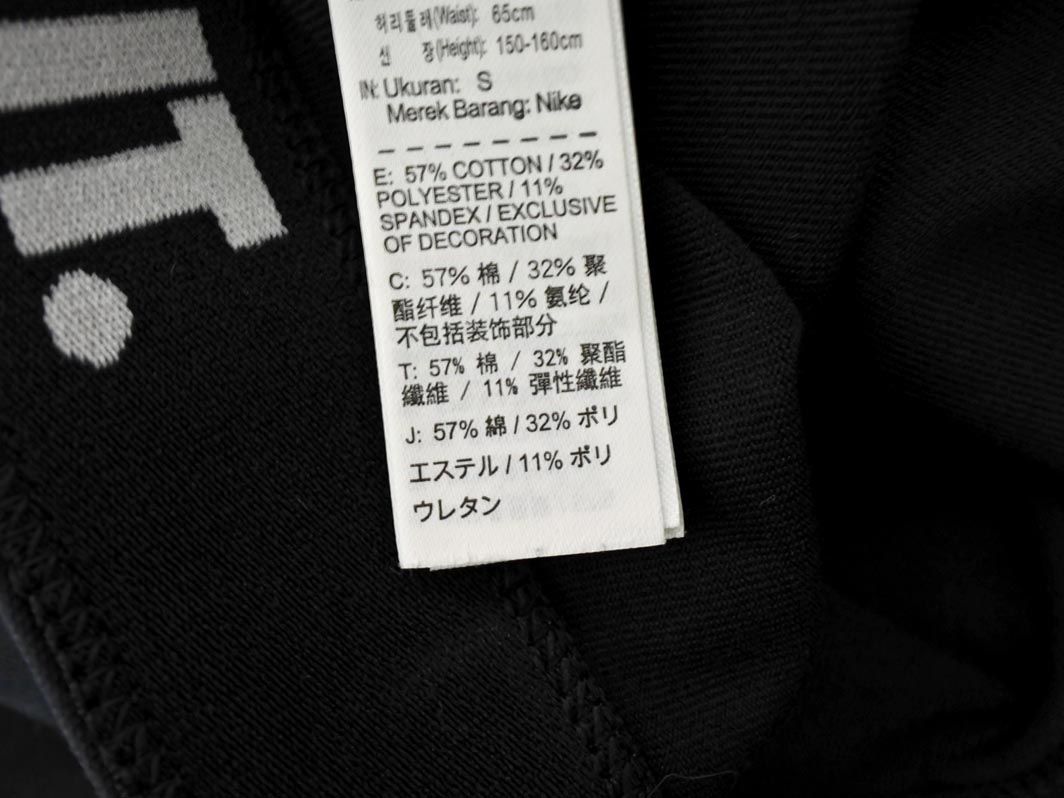 허리둘레(Waist): 65cm
신 장(Height): 150-160cm
IN: Ukuran: S
Merek Barang: Nike
E: 57% COTTON / 32%
POLYESTER / 11%
SPANDEX / EXCLUSIVE
OF DECORATION
C: 57% 棉 / 32% 聚
酯纤维 / 11% 氨纶 /
不包括装饰部分
T: 57% 棉 / 32% 聚酯
纖維 / 11% 彈性纖維
J: 57% 綿 / 32% ポリ
エステル / 11% ポリ
ウレタン
IT.